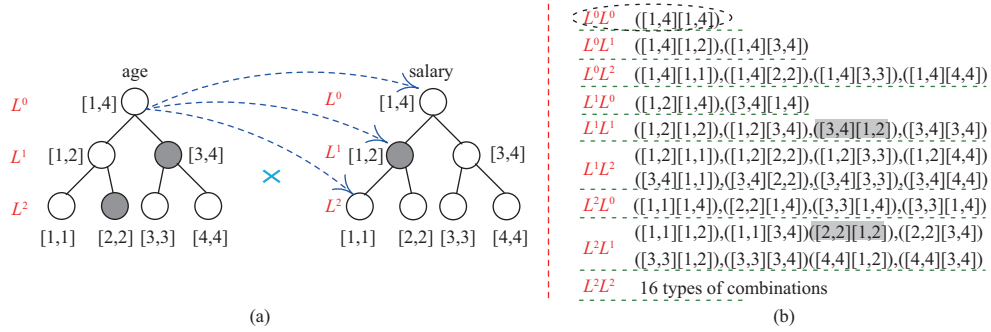 age
salary
L⁰ [1,4] L⁰ [1,4]
L¹ [1,2] [3,4] L¹ [1,2] [3,4]
×
L² L²
[1,1] [2,2] [3,3] [4,4] [1,1] [2,2] [3,3] [4,4]
(a)
L⁰L⁰ ([1,4][1,4])
L⁰L¹ ([1,4][1,2]),([1,4][3,4])
L⁰L² ([1,4][1,1]),([1,4][2,2]),([1,4][3,3]),([1,4][4,4])
L¹L⁰ ([1,2][1,4]),([3,4][1,4])
L¹L¹ ([1,2][1,2]),([1,2][3,4]),([3,4][1,2]),([3,4][3,4])
L¹L² ([1,2][1,1]),([1,2][2,2]),([1,2][3,3]),([1,2][4,4])
([3,4][1,1]),([3,4][2,2]),([3,4][3,3]),([3,4][4,4])
L²L⁰ ([1,1][1,4]),([2,2][1,4]),([3,3][1,4]),([3,3][1,4])
L²L¹ ([1,1][1,2]),([1,1][3,4])([2,2][1,2]),([2,2][3,4])
([3,3][1,2]),([3,3][3,4])([4,4][1,2]),([4,4][3,4])
L²L² 16 types of combinations
(b)